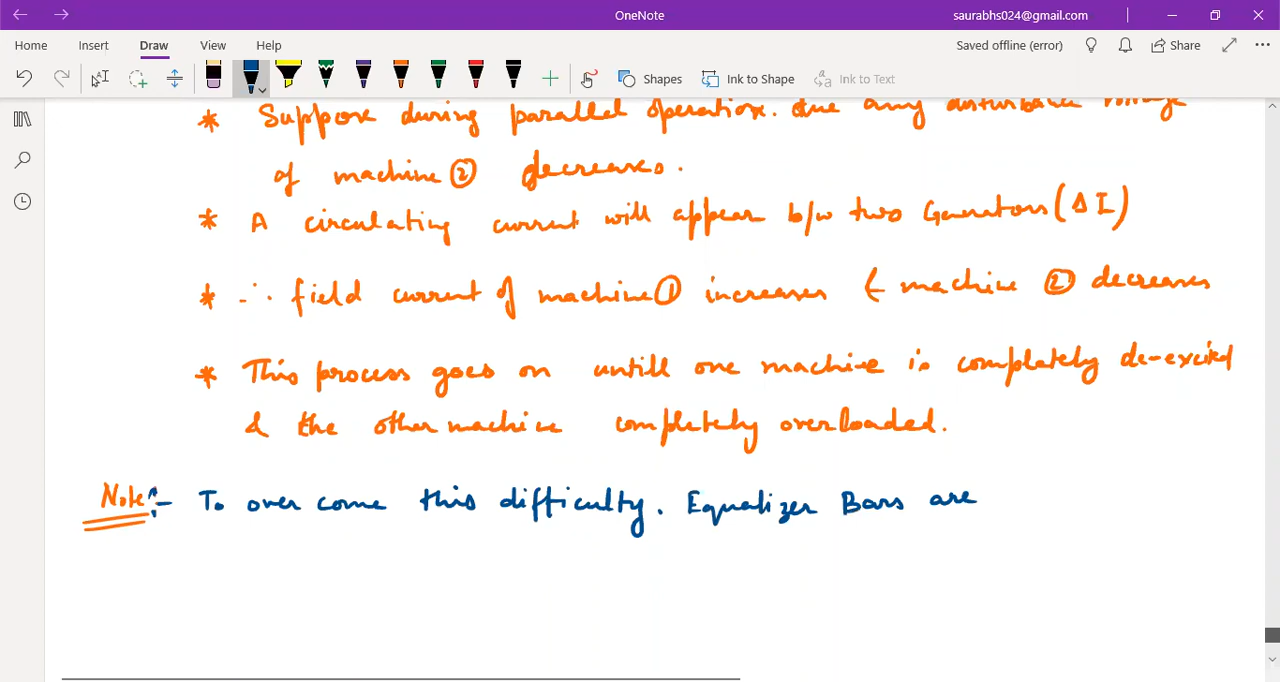 OneNote
saurabhs024@gmail.com
Home Insert Draw View Help
Saved offline (error) Share
Shapes Ink to Shape Ink to Text
* Suppose during parallel operation. due any disturbance voltage
of machine ② decreases.
* A circulating current will appear b/w two Generators (ΔI)
* ∴ field current of machine ① increases & machine ② decreases
* This process goes on untill one machine is completely de-excited
& the other machine completely overloaded.
Note :- To over come this difficulty. Equalizer Bars are